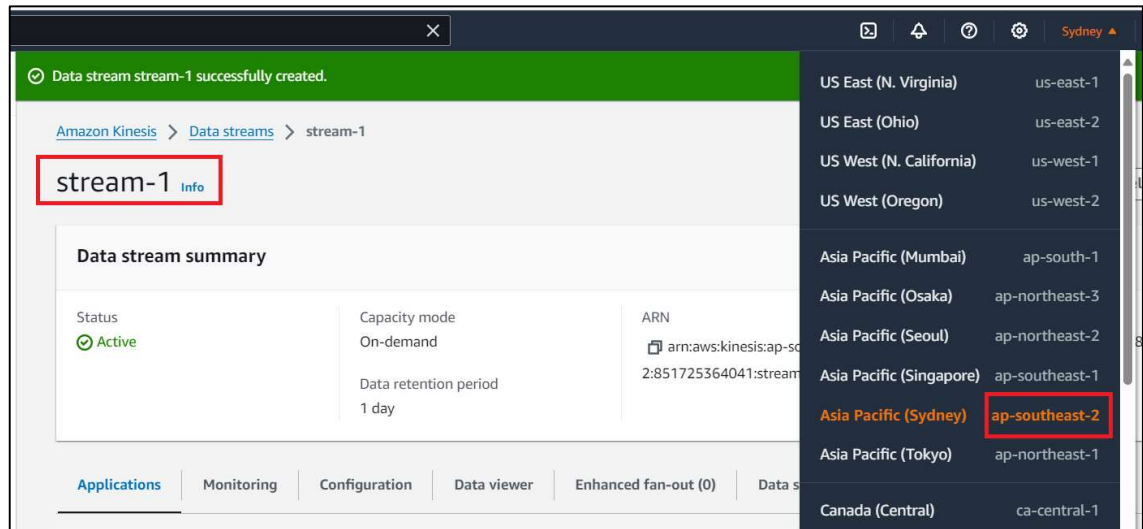 Sydney
Data stream stream-1 successfully created.
Amazon Kinesis > Data streams > stream-1
stream-1 Info
Data stream summary
Status
Active
Capacity mode
On-demand
Data retention period
1 day
ARN
arn:aws:kinesis:ap-so
2:851725364041:stream
Applications Monitoring Configuration Data viewer Enhanced fan-out (0) Data s
US East (N. Virginia) us-east-1
US East (Ohio) us-east-2
US West (N. California) us-west-1
US West (Oregon) us-west-2
Asia Pacific (Mumbai) ap-south-1
Asia Pacific (Osaka) ap-northeast-3
Asia Pacific (Seoul) ap-northeast-2
Asia Pacific (Singapore) ap-southeast-1
Asia Pacific (Sydney) ap-southeast-2
Asia Pacific (Tokyo) ap-northeast-1
Canada (Central) ca-central-1